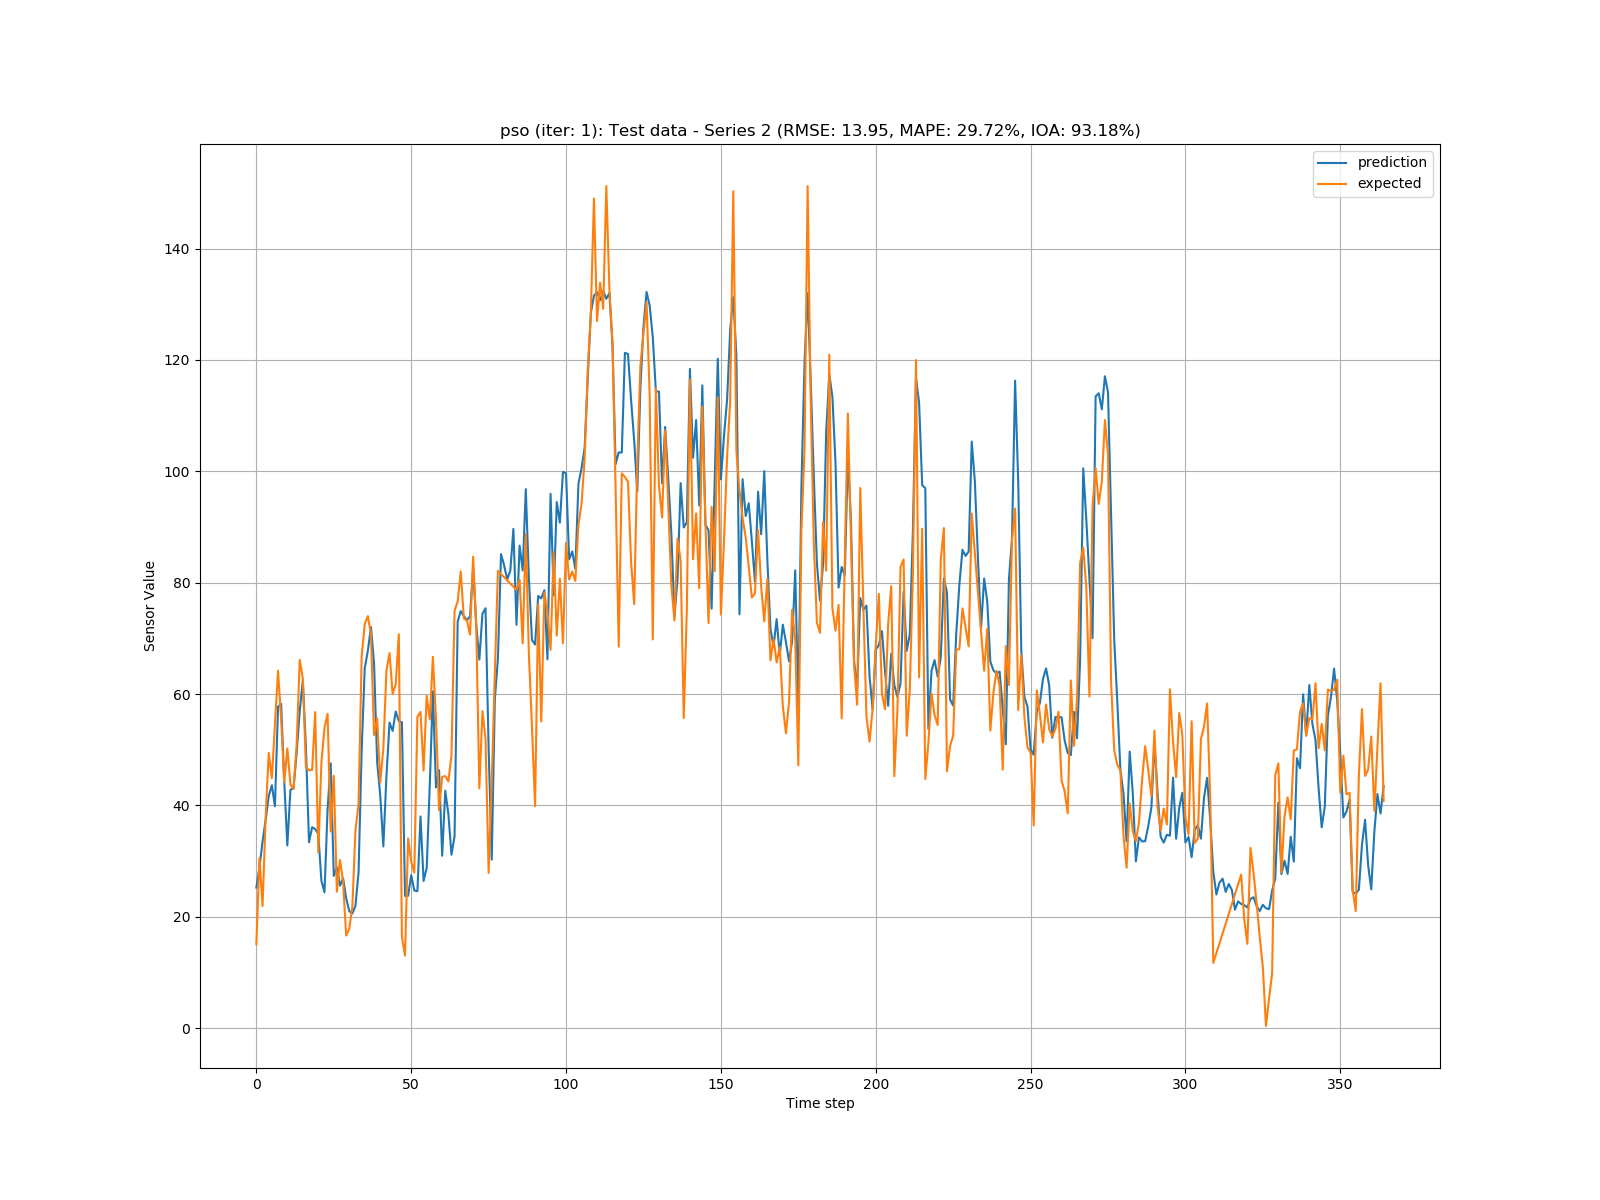 pso (iter: 1): Test data - Series 2 (RMSE: 13.95, MAPE: 29.72%, IOA: 93.18%)
prediction
expected
140
120
100
80
60
40
20
0
Sensor Value
0 50 100 150 200 250 300 350
Time step